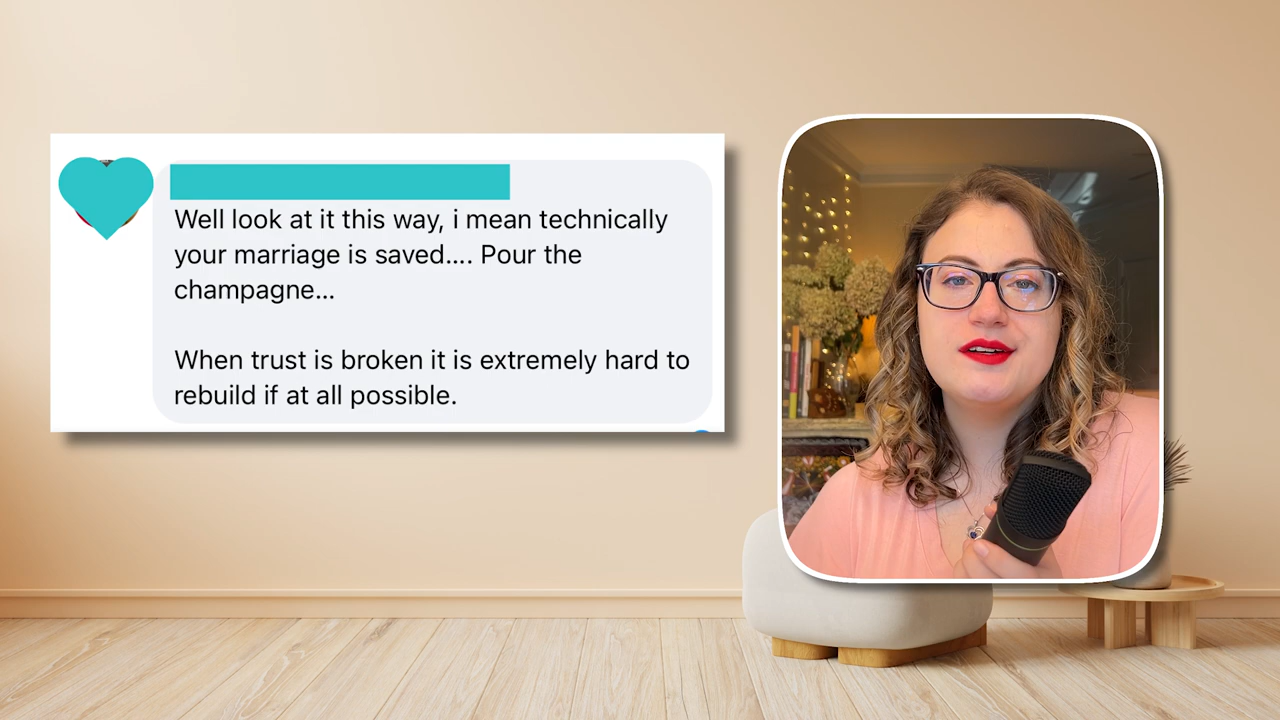 Well look at it this way, i mean technically
your marriage is saved.... Pour the
champagne...
When trust is broken it is extremely hard to
rebuild if at all possible.